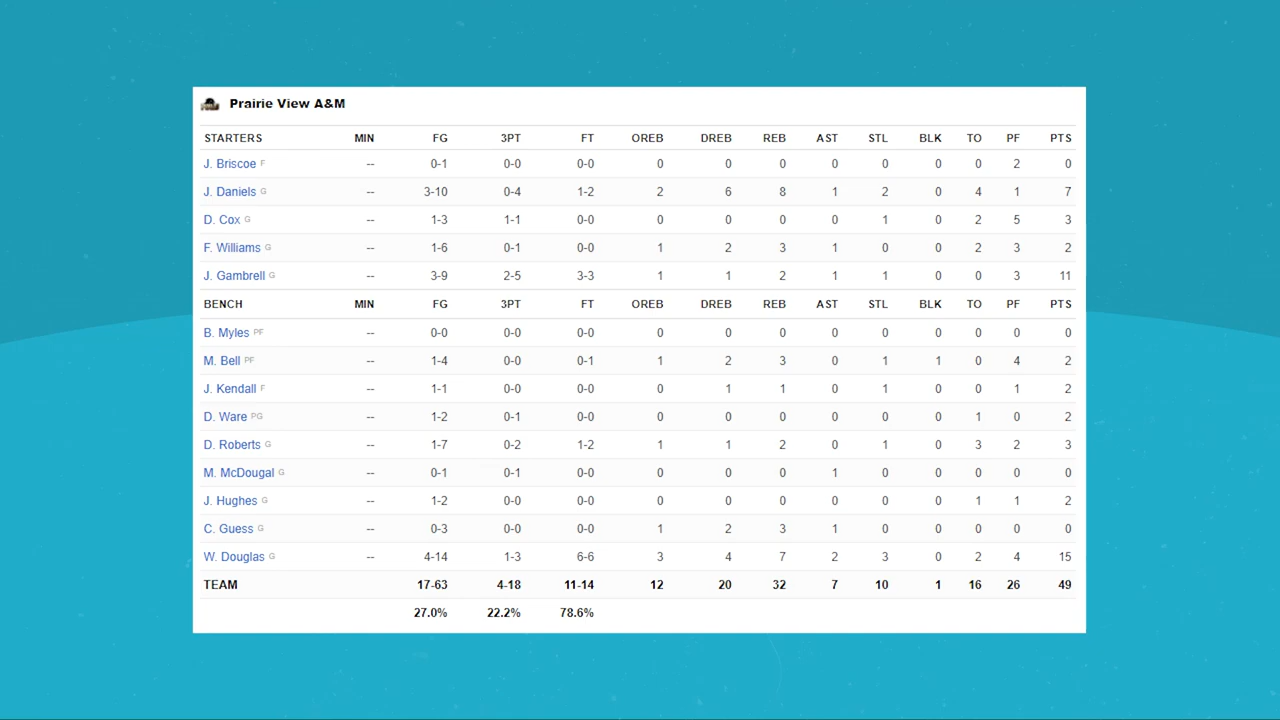 Prairie View A&M
STARTERS MIN FG 3PT FT OREB DREB REB AST STL BLK TO PF PTS
J. Briscoe F -- 0-1 0-0 0-0 0 0 0 0 0 0 0 2 0
J. Daniels G -- 3-10 0-4 1-2 2 6 8 1 2 0 4 1 7
D. Cox G -- 1-3 1-1 0-0 0 0 0 0 1 0 2 5 3
F. Williams G -- 1-6 0-1 0-0 1 2 3 1 0 0 2 3 2
J. Gambrell G -- 3-9 2-5 3-3 1 1 2 1 1 0 0 3 11
BENCH MIN FG 3PT FT OREB DREB REB AST STL BLK TO PF PTS
B. Myles PF -- 0-0 0-0 0-0 0 0 0 0 0 0 0 0 0
M. Bell PF -- 1-4 0-0 0-1 1 2 3 0 1 1 0 4 2
J. Kendall F -- 1-1 0-0 0-0 0 1 1 0 1 0 0 1 2
D. Ware PG -- 1-2 0-1 0-0 0 0 0 0 0 0 1 0 2
D. Roberts G -- 1-7 0-2 1-2 1 1 2 0 1 0 3 2 3
M. McDougal G -- 0-1 0-1 0-0 0 0 0 1 0 0 0 0 0
J. Hughes G -- 1-2 0-0 0-0 0 0 0 0 0 0 1 1 2
C. Guess G -- 0-3 0-0 0-0 1 2 3 1 0 0 0 0 0
W. Douglas G -- 4-14 1-3 6-6 3 4 7 2 3 0 2 4 15
TEAM 17-63 4-18 11-14 12 20 32 7 10 1 16 26 49
27.0% 22.2% 78.6%